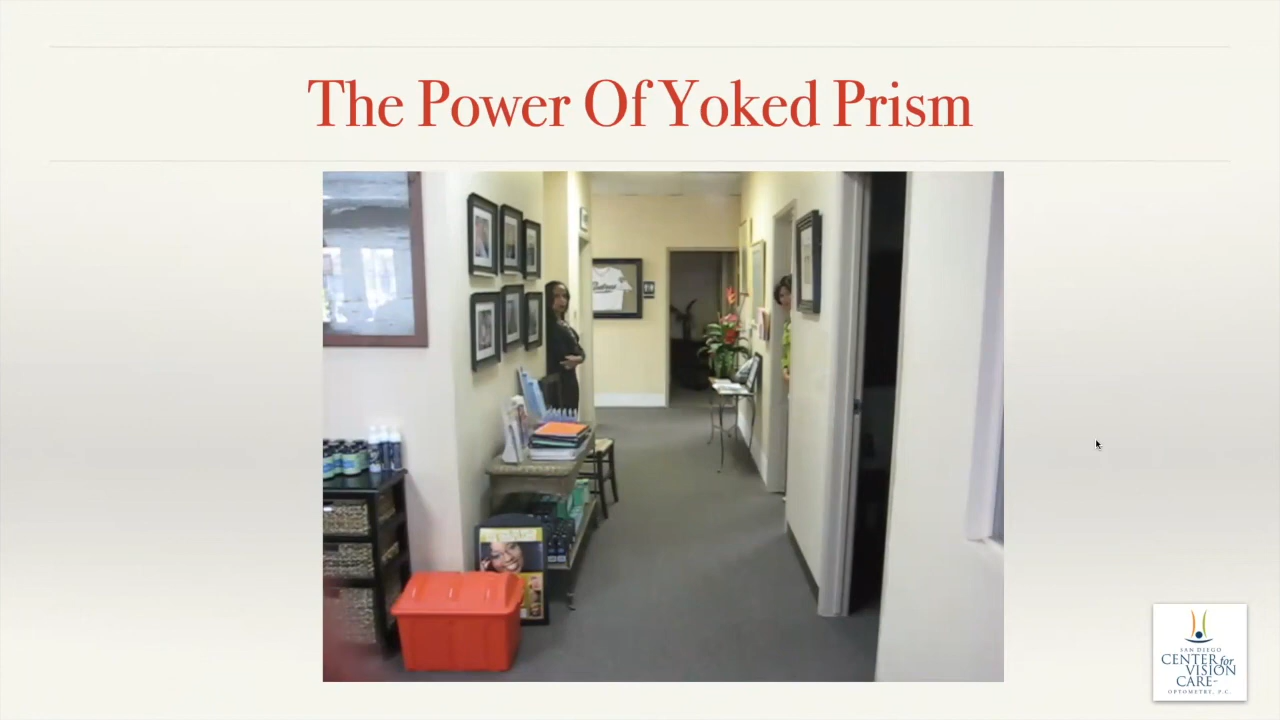 The Power Of Yoked Prism
SAN DIEGO
CENTER for
VISION
CARE
OPTOMETRY, P.C.